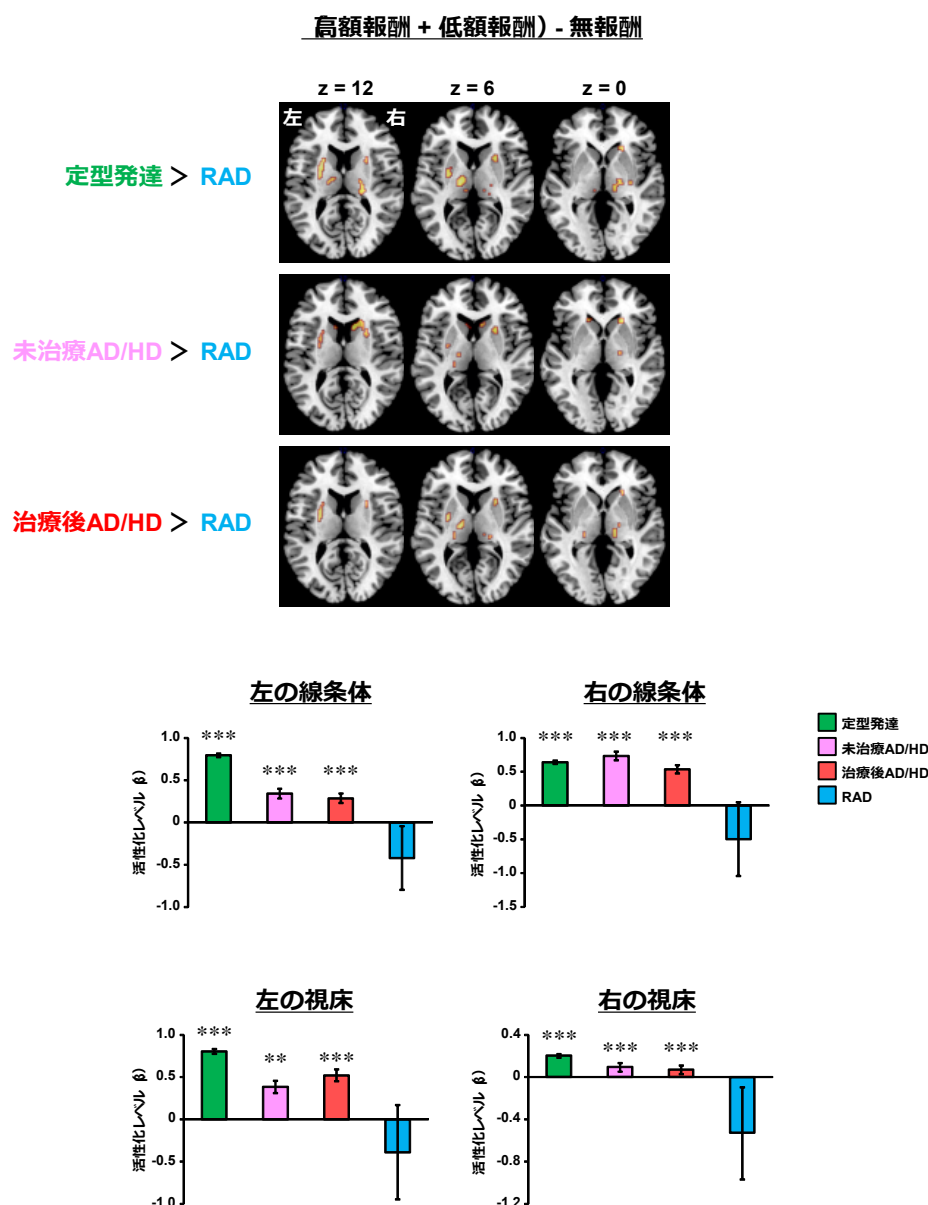 高額報酬 + 低額報酬) - 無報酬
z = 12 z = 6 z = 0
左 右
定型発達 > RAD
未治療AD/HD > RAD
治療後AD/HD > RAD
左の線条体
活性化レベル β)
1.0
0.5
0
-0.5
-1.0
***
***
***
右の線条体
活性化レベル β)
1.0
0.5
0
-0.5
-1.0
-1.5
***
***
***
定型発達
未治療AD/HD
治療後AD/HD
RAD
左の視床
活性化レベル β)
1.0
0.5
0
-0.5
-1.0
***
**
***
右の視床
活性化レベル β)
0.4
0
-0.4
-0.8
-1.2
***
***
***